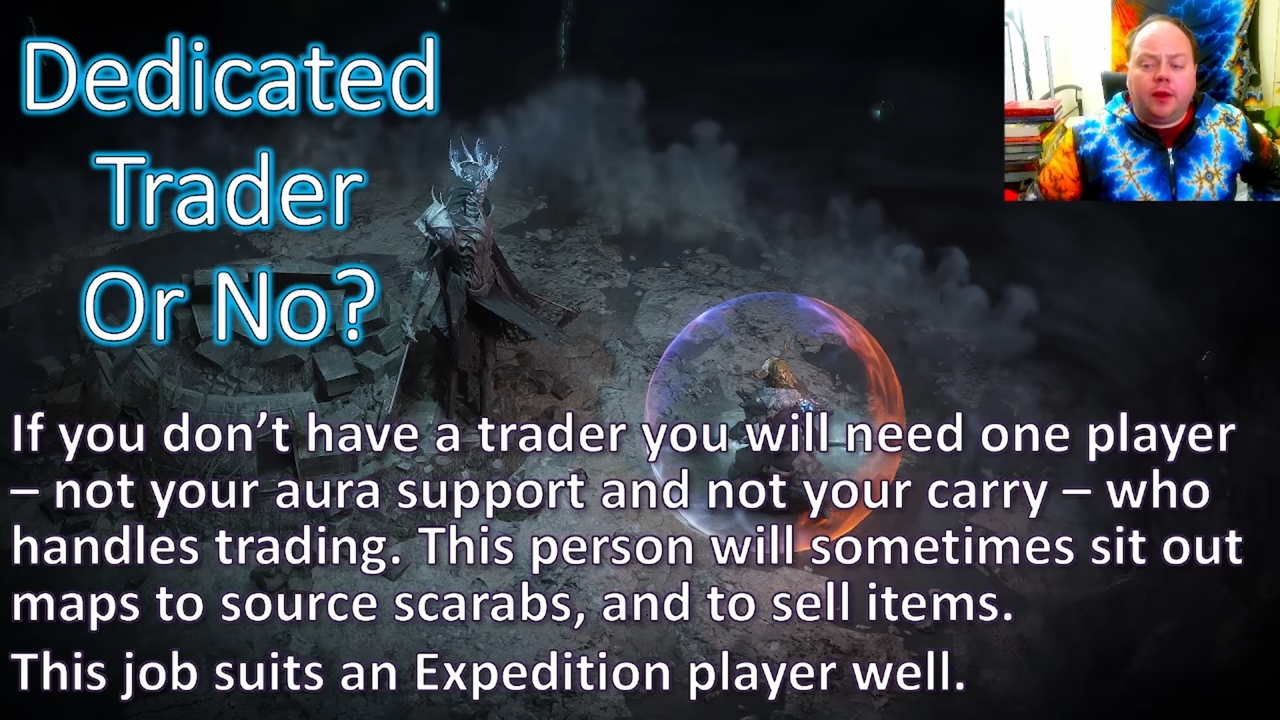 Dedicated
Trader
Or No?
If you don’t have a trader you will need one player
– not your aura support and not your carry – who
handles trading. This person will sometimes sit out
maps to source scarabs, and to sell items.
This job suits an Expedition player well.